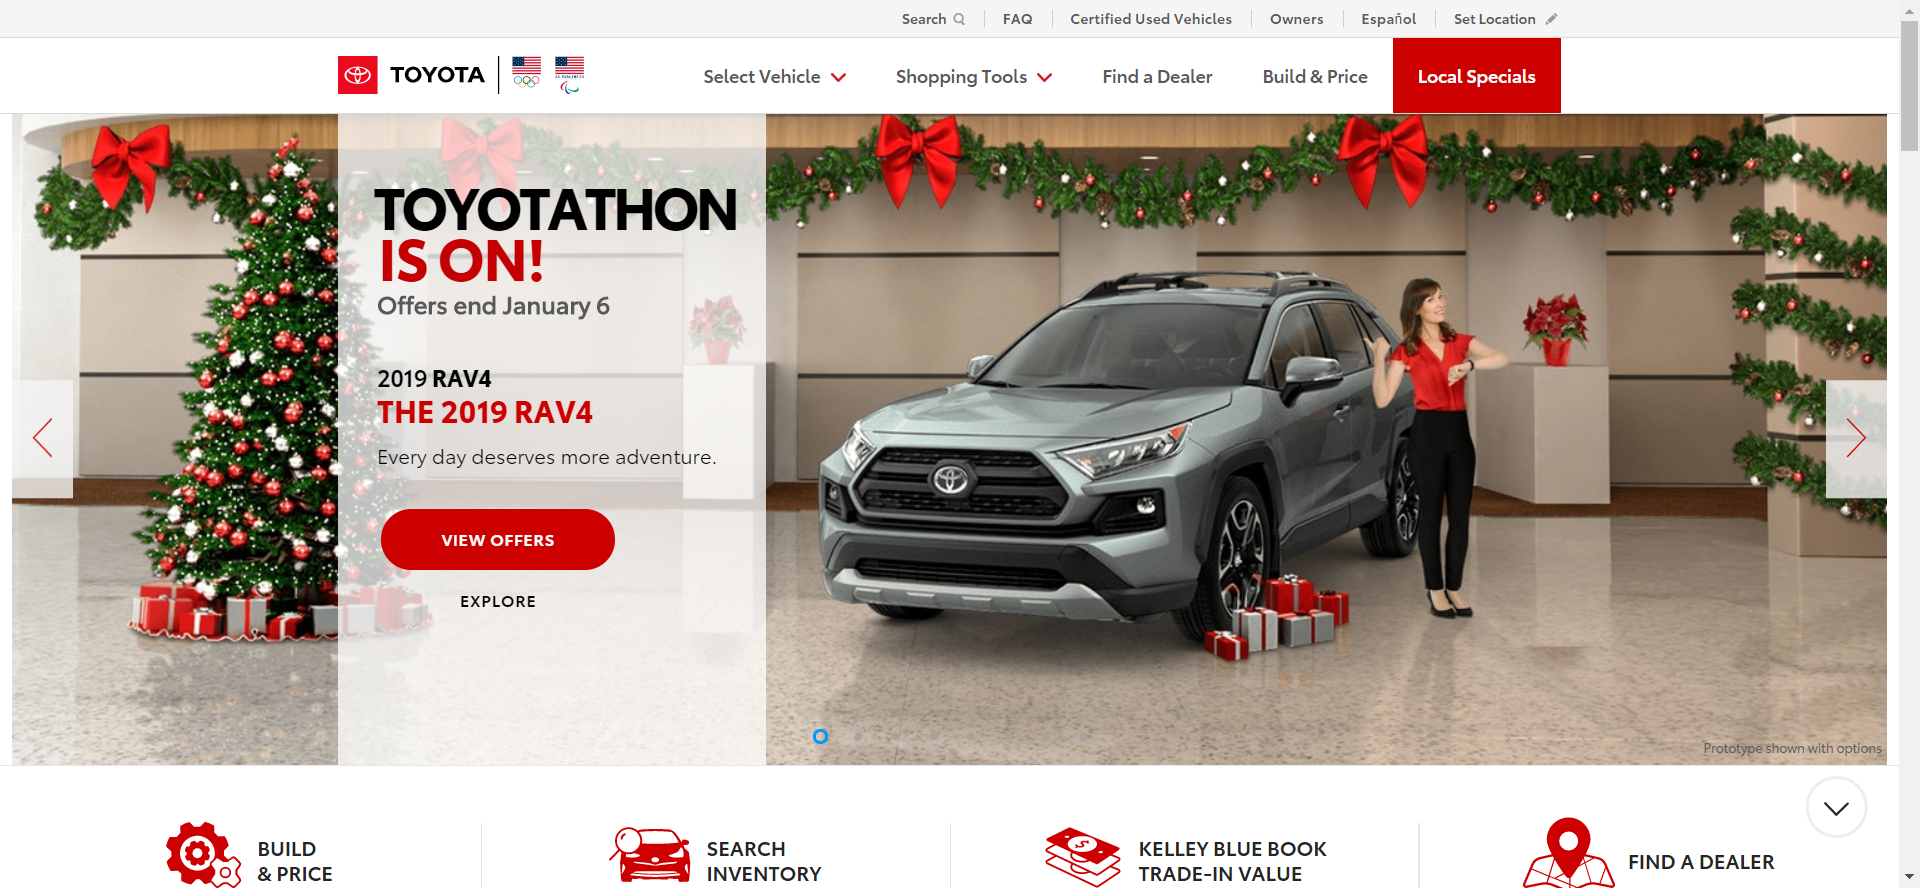 Search
FAQ
Certified Used Vehicles
Owners
Español
Set Location
TOYOTA
Select Vehicle
Shopping Tools
Find a Dealer
Build & Price
Local Specials
TOYOTATHON
IS ON!
Offers end January 6
2019 RAV4
THE 2019 RAV4
Every day deserves more adventure.
VIEW OFFERS
EXPLORE
Prototype shown with options
BUILD
& PRICE
SEARCH
INVENTORY
KELLEY BLUE BOOK
TRADE-IN VALUE
FIND A DEALER